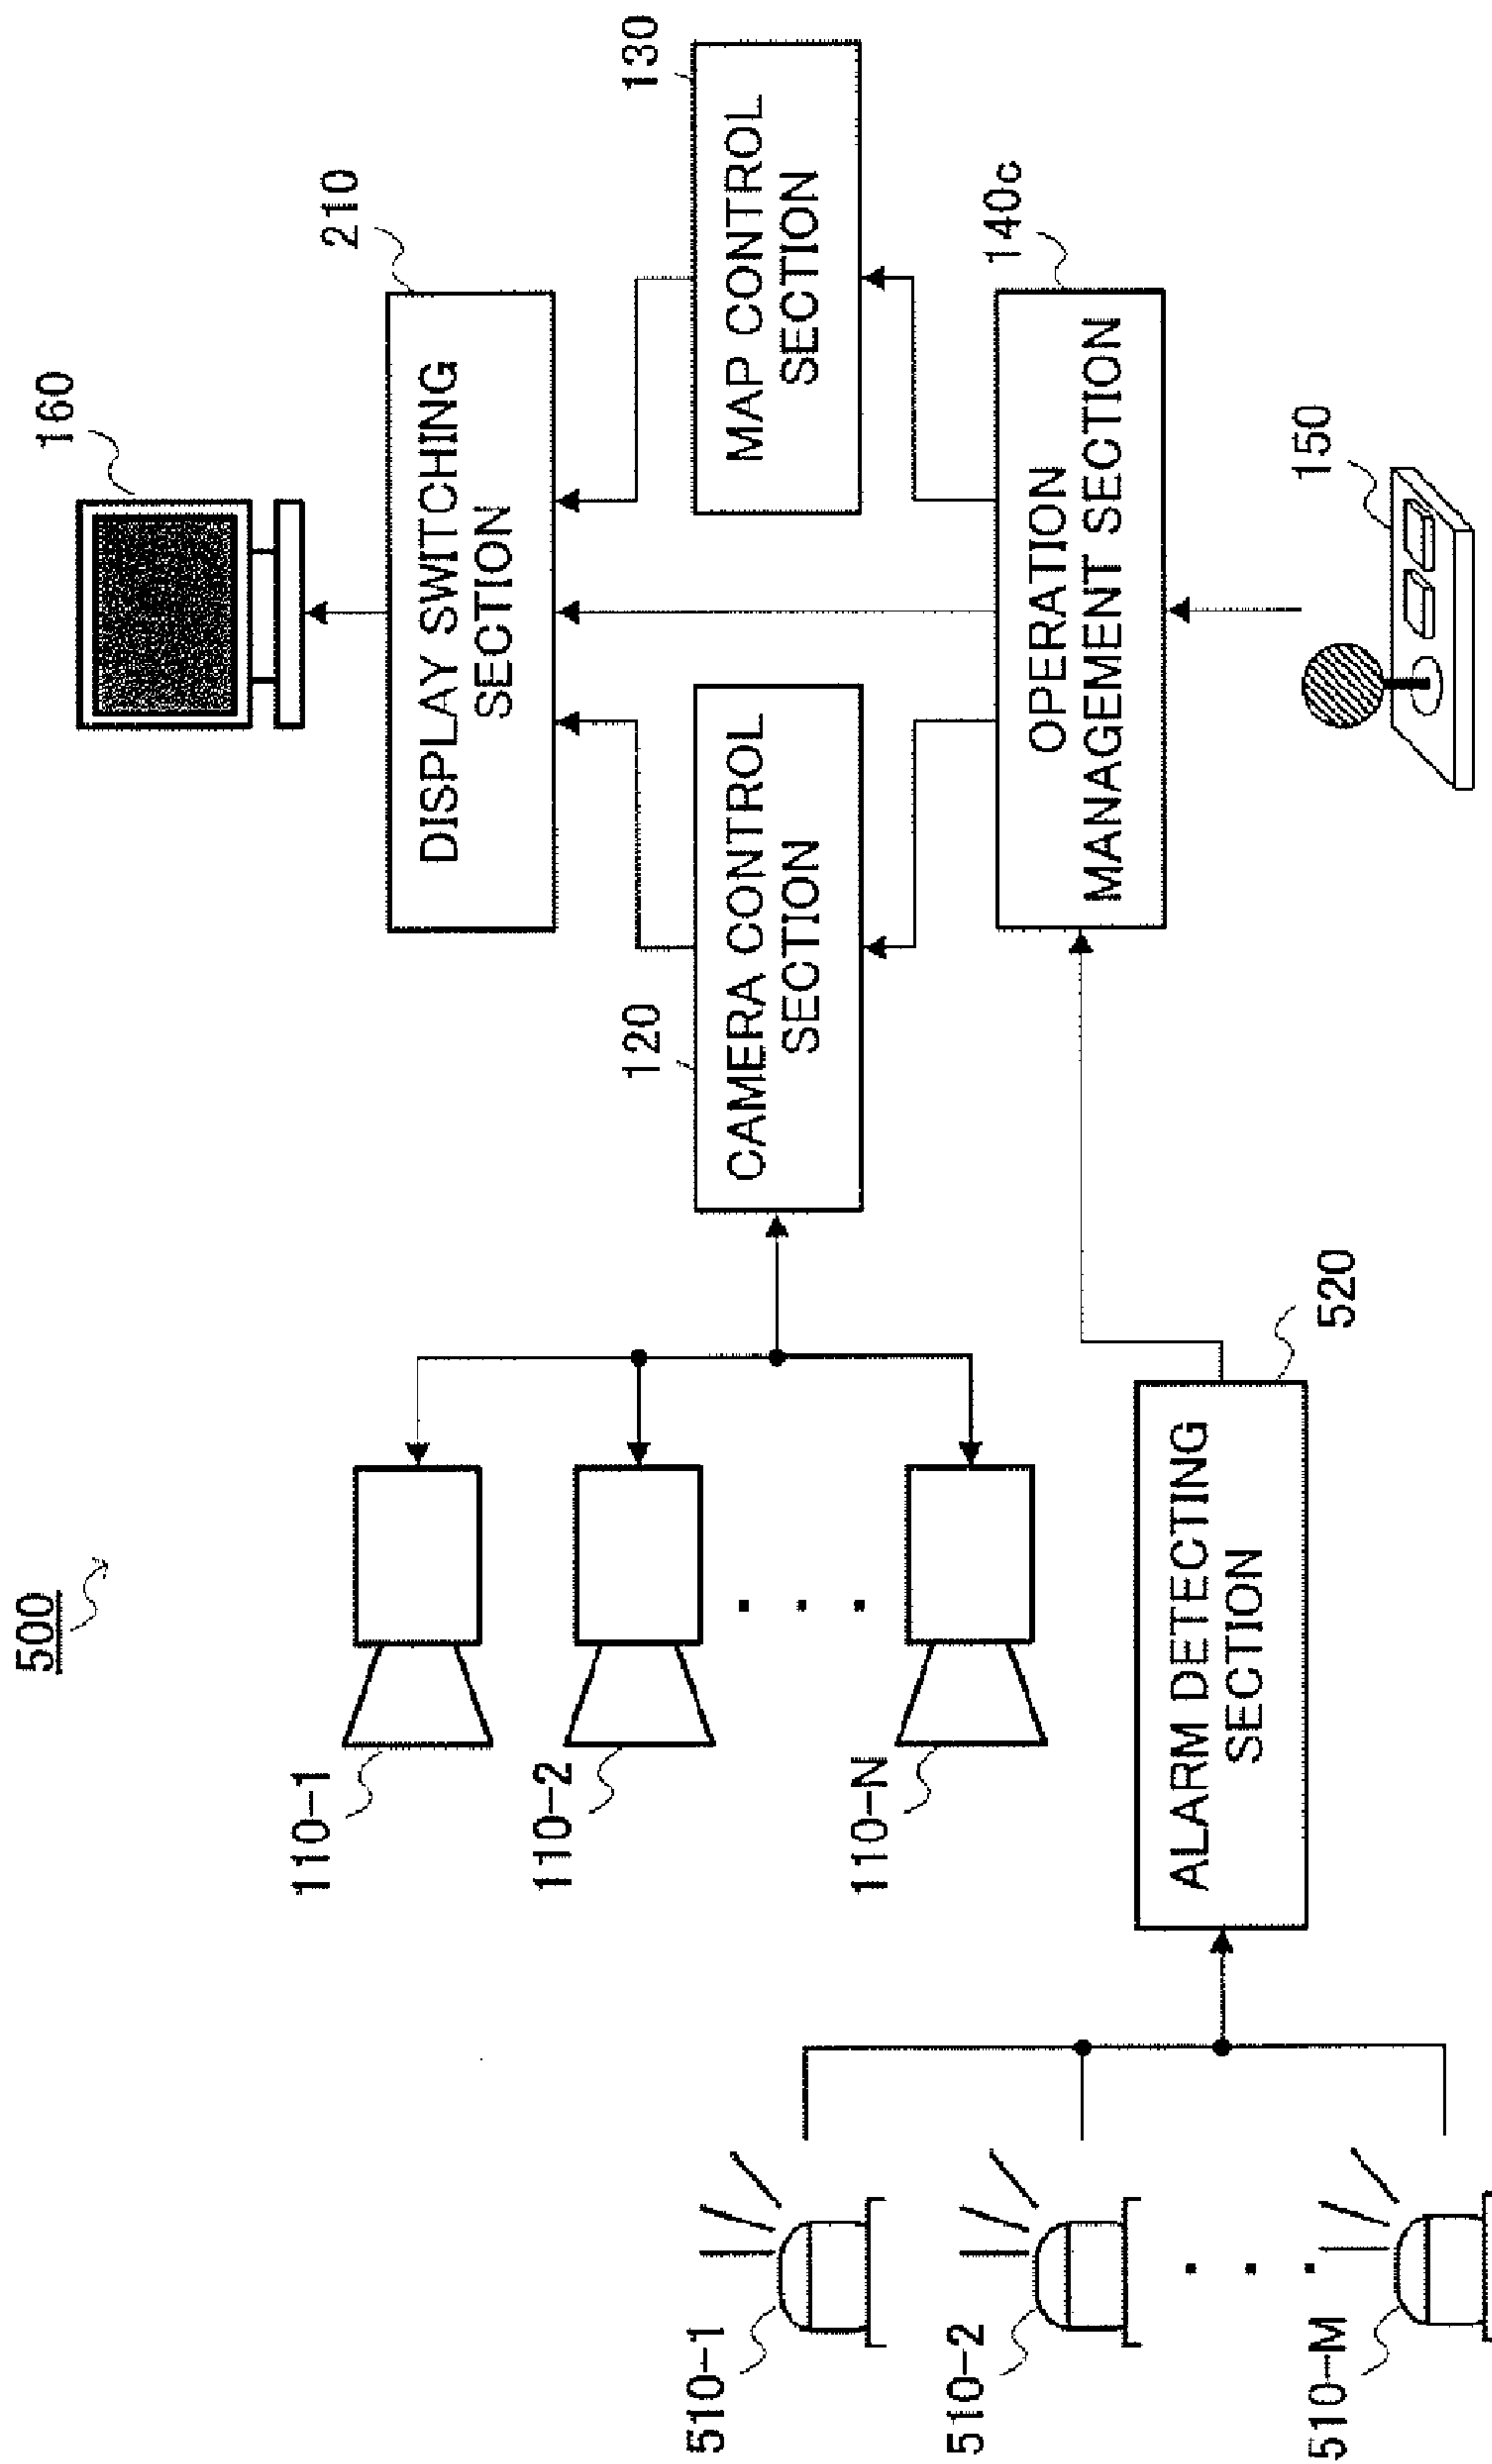 500
160
210
DISPLAY SWITCHING
SECTION
110-1
120
130
CAMERA CONTROL
SECTION
MAP CONTROL
SECTION
110-2
110-N
510-1
140c
OPERATION
MANAGEMENT SECTION
ALARM DETECTING
SECTION
510-2
520
150
510-M